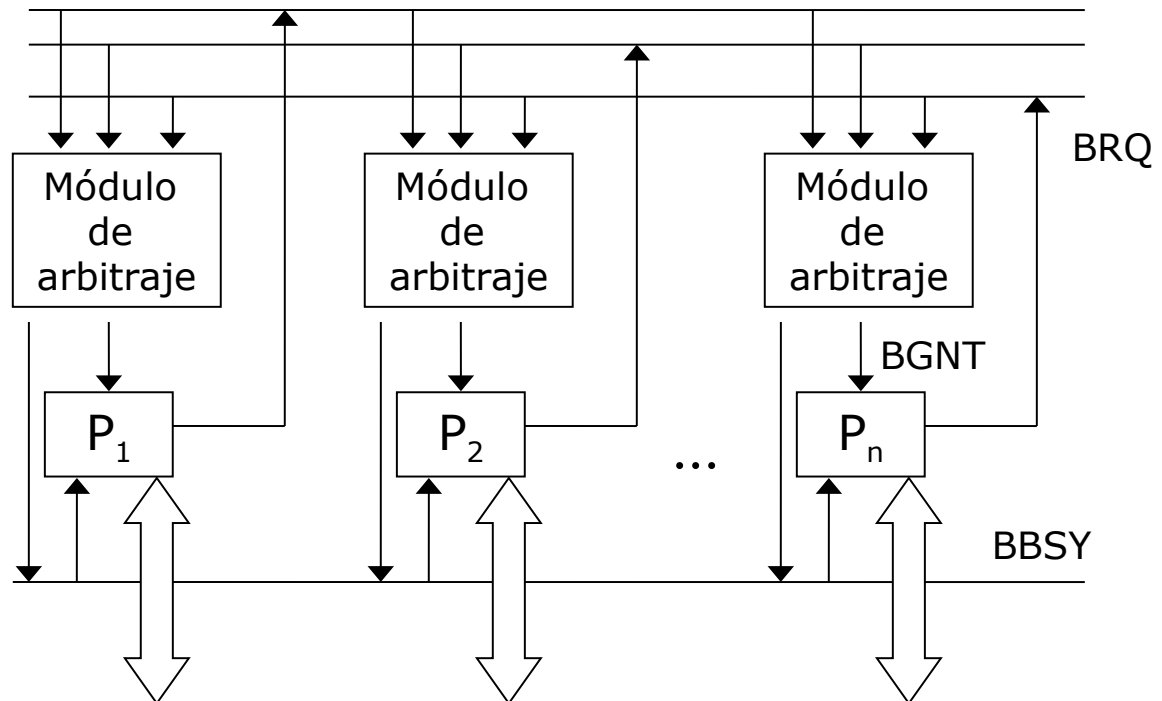 BRQ
Módulo
de
arbitraje
Módulo
de
arbitraje
Módulo
de
arbitraje
BGNT
P1
P2
...
Pn
BBSY